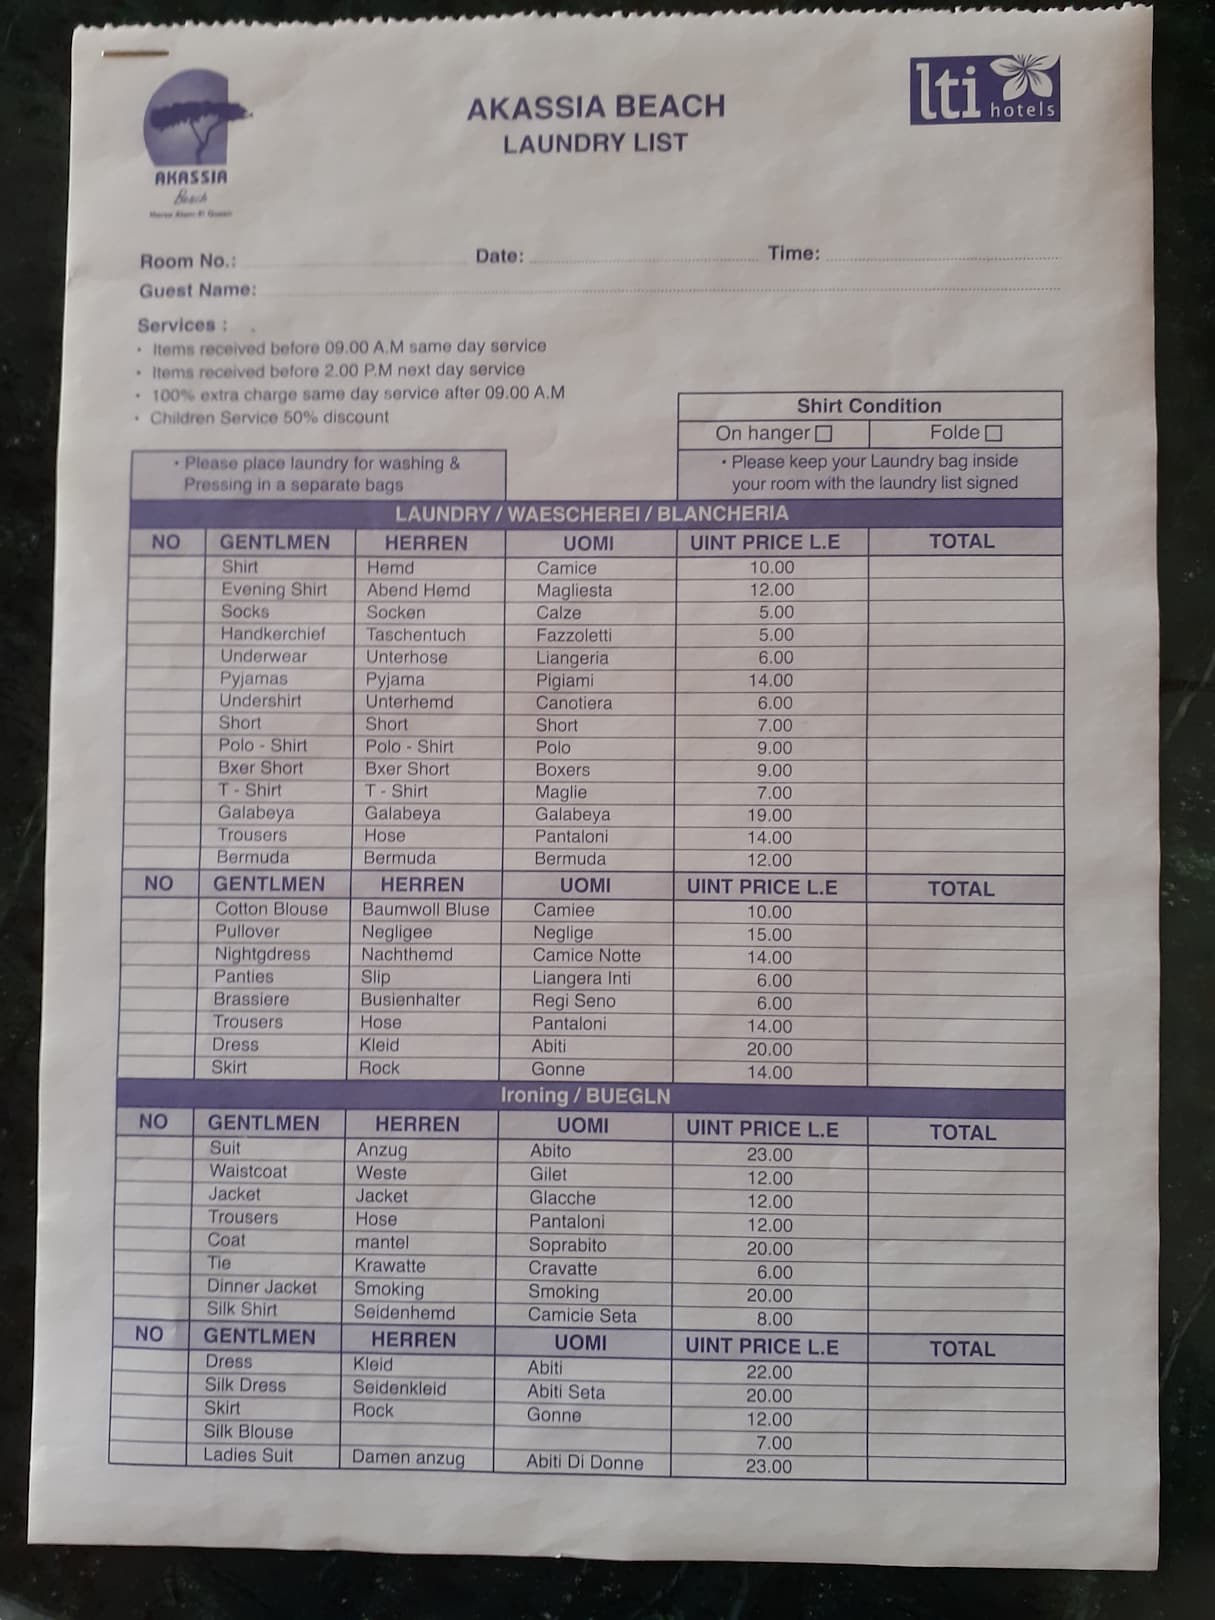 AKASSIA BEACH
LAUNDRY LIST
lti hotels
AKASSIA
Beach
Room No.: Date: Time:
Guest Name:
Services :
• Items received before 09.00 A.M same day service
• Items received before 2.00 P.M next day service
• 100% extra charge same day service after 09.00 A.M
• Children Service 50% discount
Shirt Condition
On hanger Folde
• Please place laundry for washing &
Pressing in a separate bags
• Please keep your Laundry bag inside
your room with the laundry list signed
LAUNDRY / WAESCHEREI / BLANCHERIA
NO GENTLMEN HERREN UOMI UINT PRICE L.E TOTAL
Shirt Hemd Camice 10.00
Evening Shirt Abend Hemd Magliesta 12.00
Socks Socken Calze 5.00
Handkerchief Taschentuch Fazzoletti 5.00
Underwear Unterhose Liangeria 6.00
Pyjamas Pyjama Pigiami 14.00
Undershirt Unterhemd Canotiera 6.00
Short Short Short 7.00
Polo - Shirt Polo - Shirt Polo 9.00
Bxer Short Bxer Short Boxers 9.00
T - Shirt T - Shirt Maglie 7.00
Galabeya Galabeya Galabeya 19.00
Trousers Hose Pantaloni 14.00
Bermuda Bermuda Bermuda 12.00
NO GENTLMEN HERREN UOMI UINT PRICE L.E TOTAL
Cotton Blouse Baumwoll Bluse Camiee 10.00
Pullover Negligee Neglige 15.00
Nightgdress Nachthemd Camice Notte 14.00
Panties Slip Liangera Inti 6.00
Brassiere Busienhalter Regi Seno 6.00
Trousers Hose Pantaloni 14.00
Dress Kleid Abiti 20.00
Skirt Rock Gonne 14.00
Ironing / BUEGLN
NO GENTLMEN HERREN UOMI UINT PRICE L.E TOTAL
Suit Anzug Abito 23.00
Waistcoat Weste Gilet 12.00
Jacket Jacket Glacche 12.00
Trousers Hose Pantaloni 12.00
Coat mantel Soprabito 20.00
Tie Krawatte Cravatte 6.00
Dinner Jacket Smoking Smoking 20.00
Silk Shirt Seidenhemd Camicie Seta 8.00
NO GENTLMEN HERREN UOMI UINT PRICE L.E TOTAL
Dress Kleid Abiti 22.00
Silk Dress Seidenkleid Abiti Seta 20.00
Skirt Rock Gonne 12.00
Silk Blouse 7.00
Ladies Suit Damen anzug Abiti Di Donne 23.00